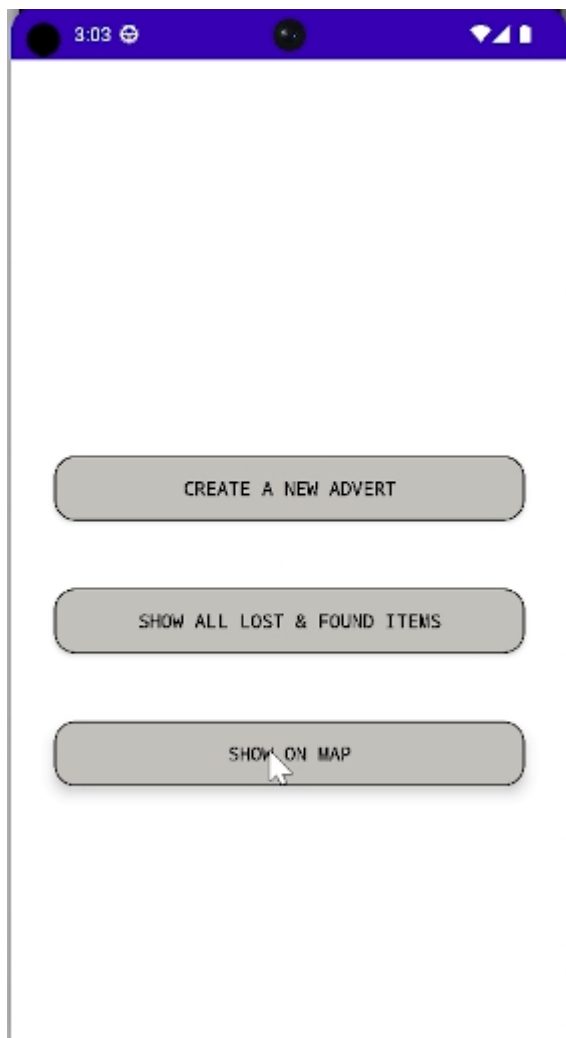 3:03
CREATE A NEW ADVERT
SHOW ALL LOST & FOUND ITEMS
SHOW ON MAP